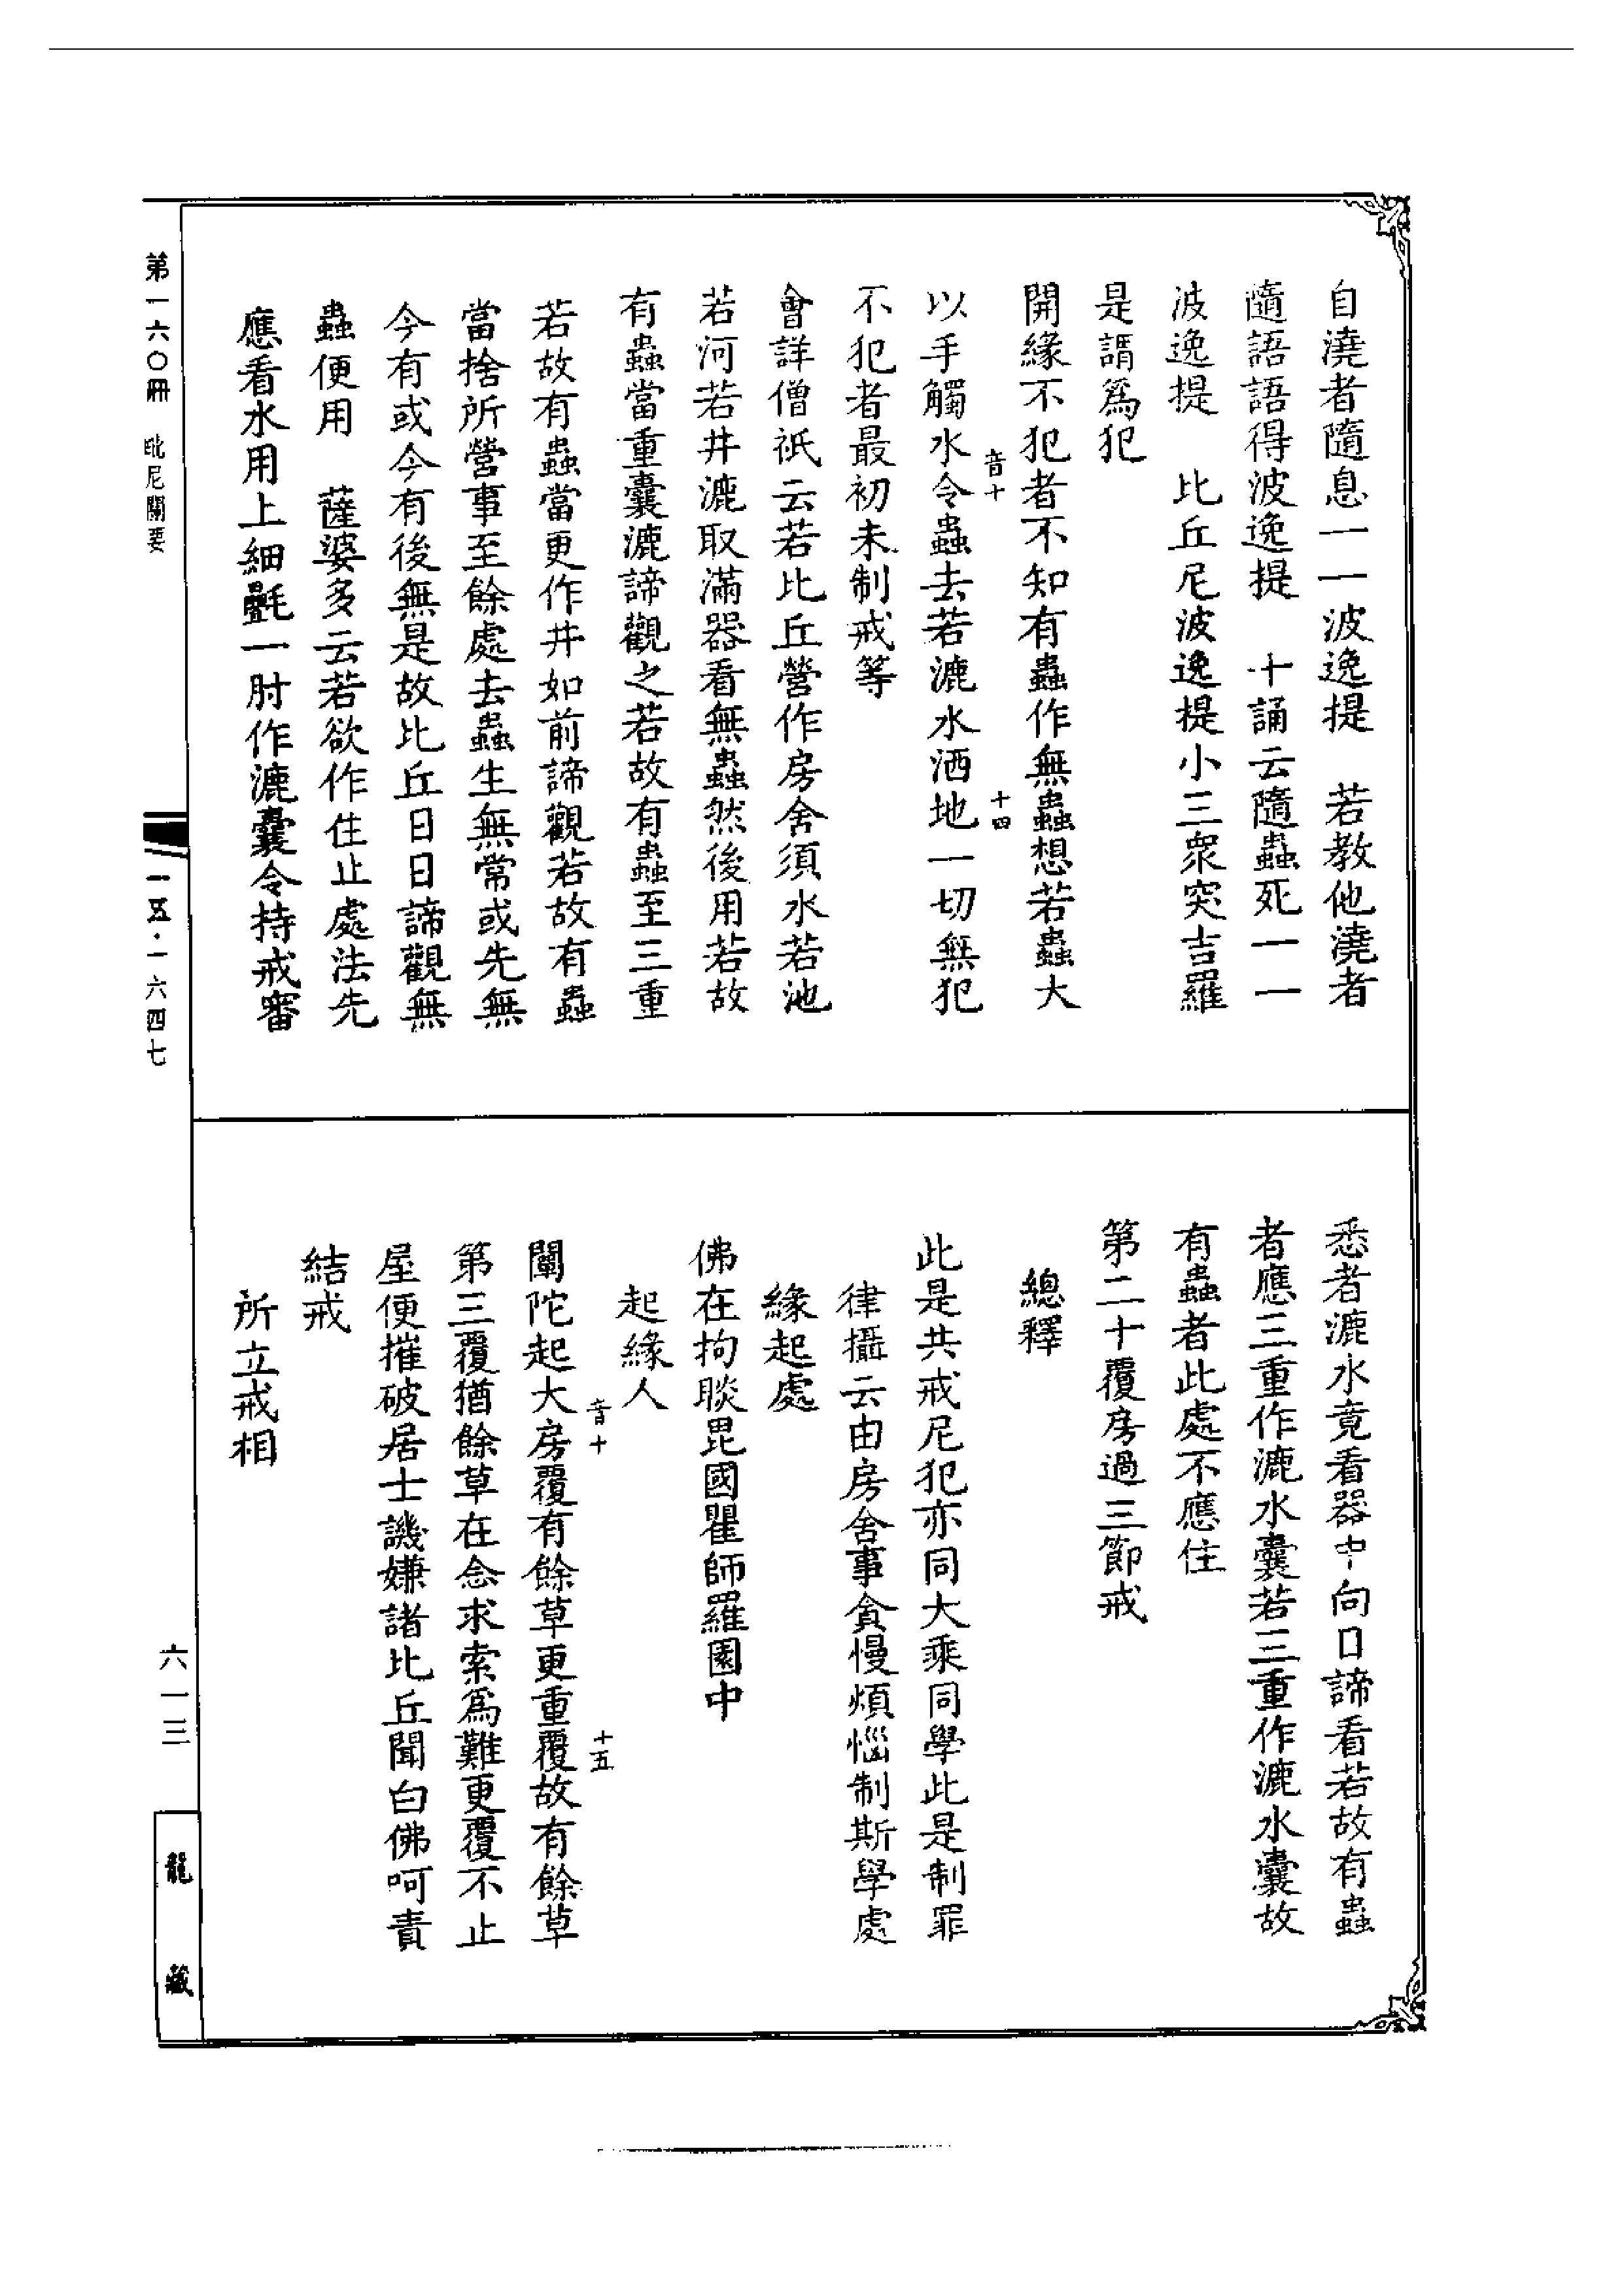 自澆者隨息一一波逸提　若教他澆者
隨語語得波逸提　十誦云隨蟲死一一
波逸提　比丘尼波逸提小三衆突吉羅
是謂爲犯
開緣不犯者不知有蟲作無蟲想若蟲大
音十　十四
以手觸水令蟲去若漉水洒地一切無犯
不犯者最初未制戒等
會詳僧祇云若比丘營作房舍須水若池
若河若井漉取滿器看無蟲然後用若故
有蟲當重囊漉諦觀之若故有蟲至三重
若故有蟲當更作井如前諦觀若故有蟲
當捨所營事至餘處去蟲生無常或先無
今有或今有後無是故比丘日日諦觀無
蟲便用　薩婆多云若欲作住止處法先
應看水用上細㲲一肘作漉囊令持戒審
悉者漉水竟看器中向日諦看若故有蟲
者應三重作漉水囊若三重作漉水囊故
有蟲者此處不應住
第二十覆房過三節戒
總釋
此是共戒尼犯亦同大乘同學此是制罪
律攝云由房舍事貪慢煩惱制斯學處
緣起處
佛在拘睒毘國瞿師羅園中
起緣人
音十　十五
闡陀起大房覆有餘草更重覆故有餘草
第三覆猶餘草在念求索爲難更覆不止
屋便摧破居士譏嫌諸比丘聞白佛呵責
結戒
所立戒相
第一六〇冊　毗尼關要
一五·一六四七
六一三
龍藏